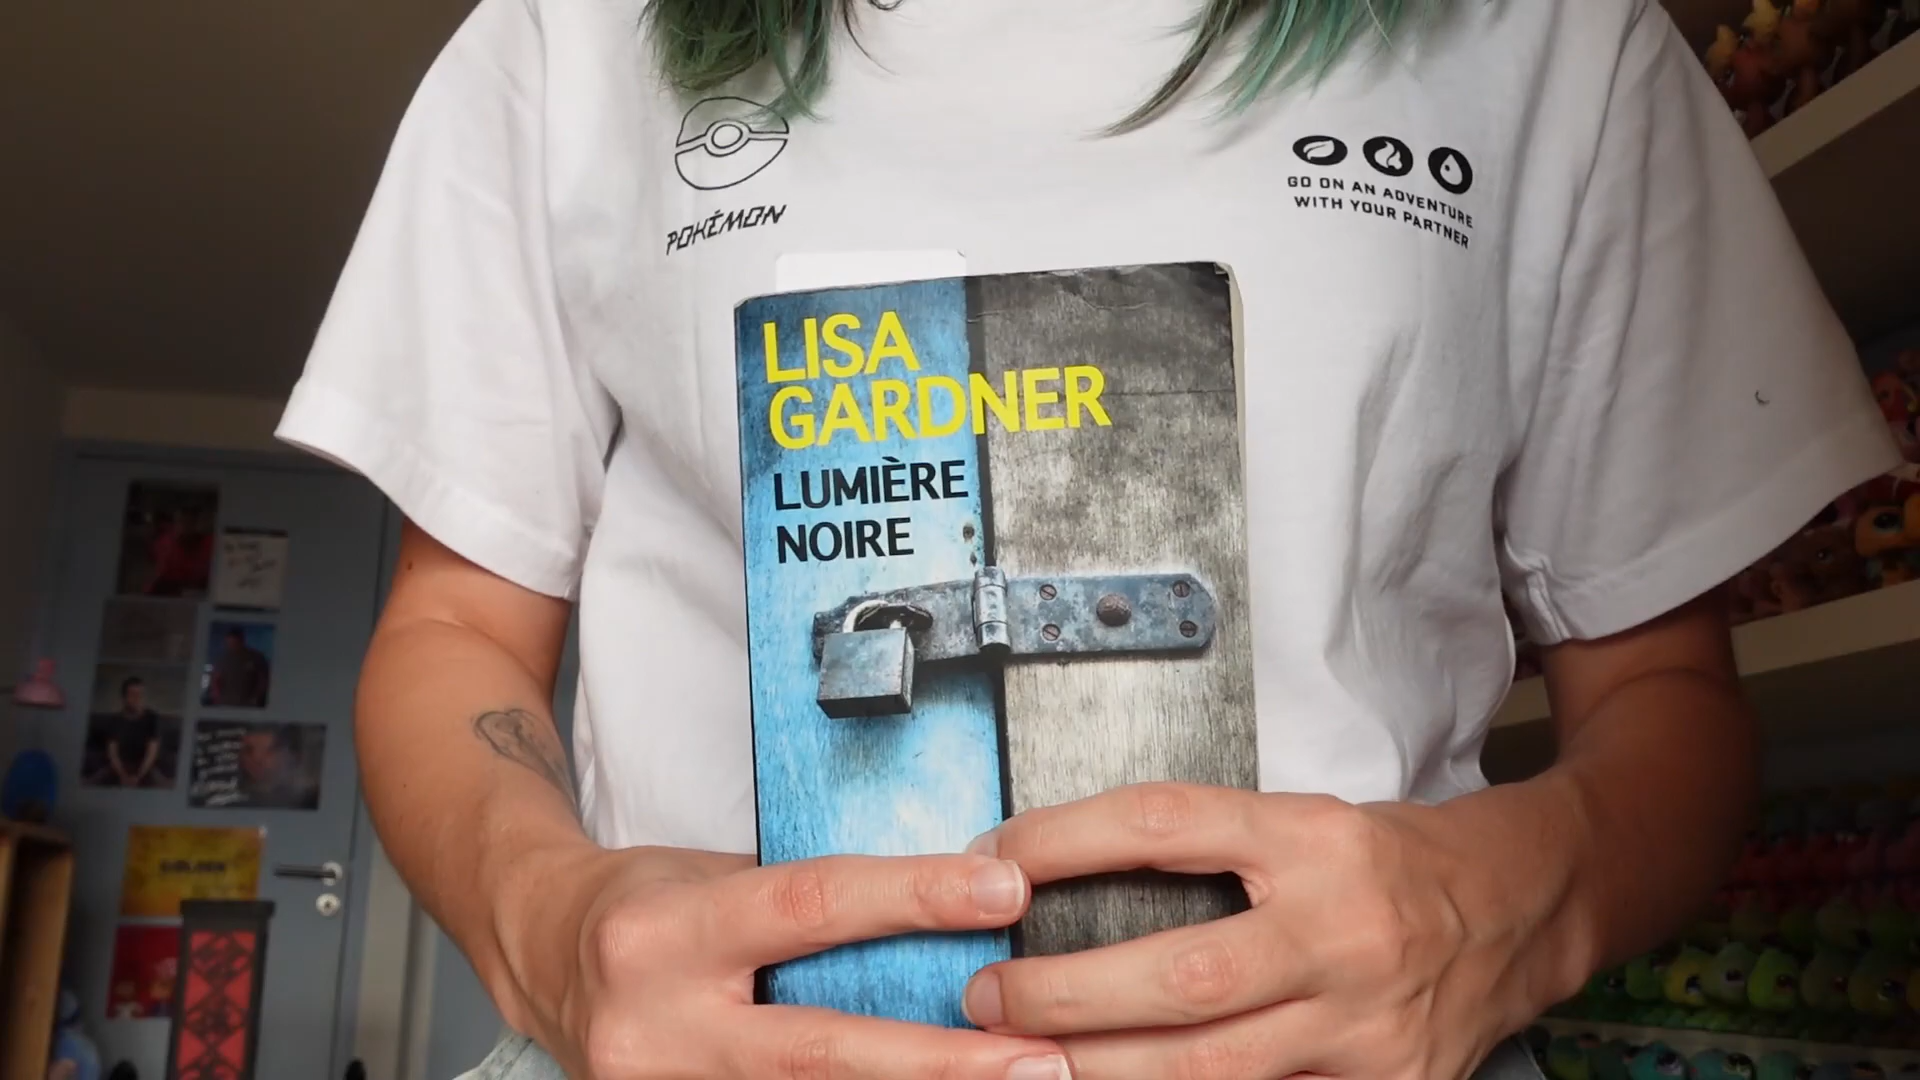 POKÉMON
GO ON AN ADVENTURE
WITH YOUR PARTNER
LISA
GARDNER
LUMIÈRE
NOIRE